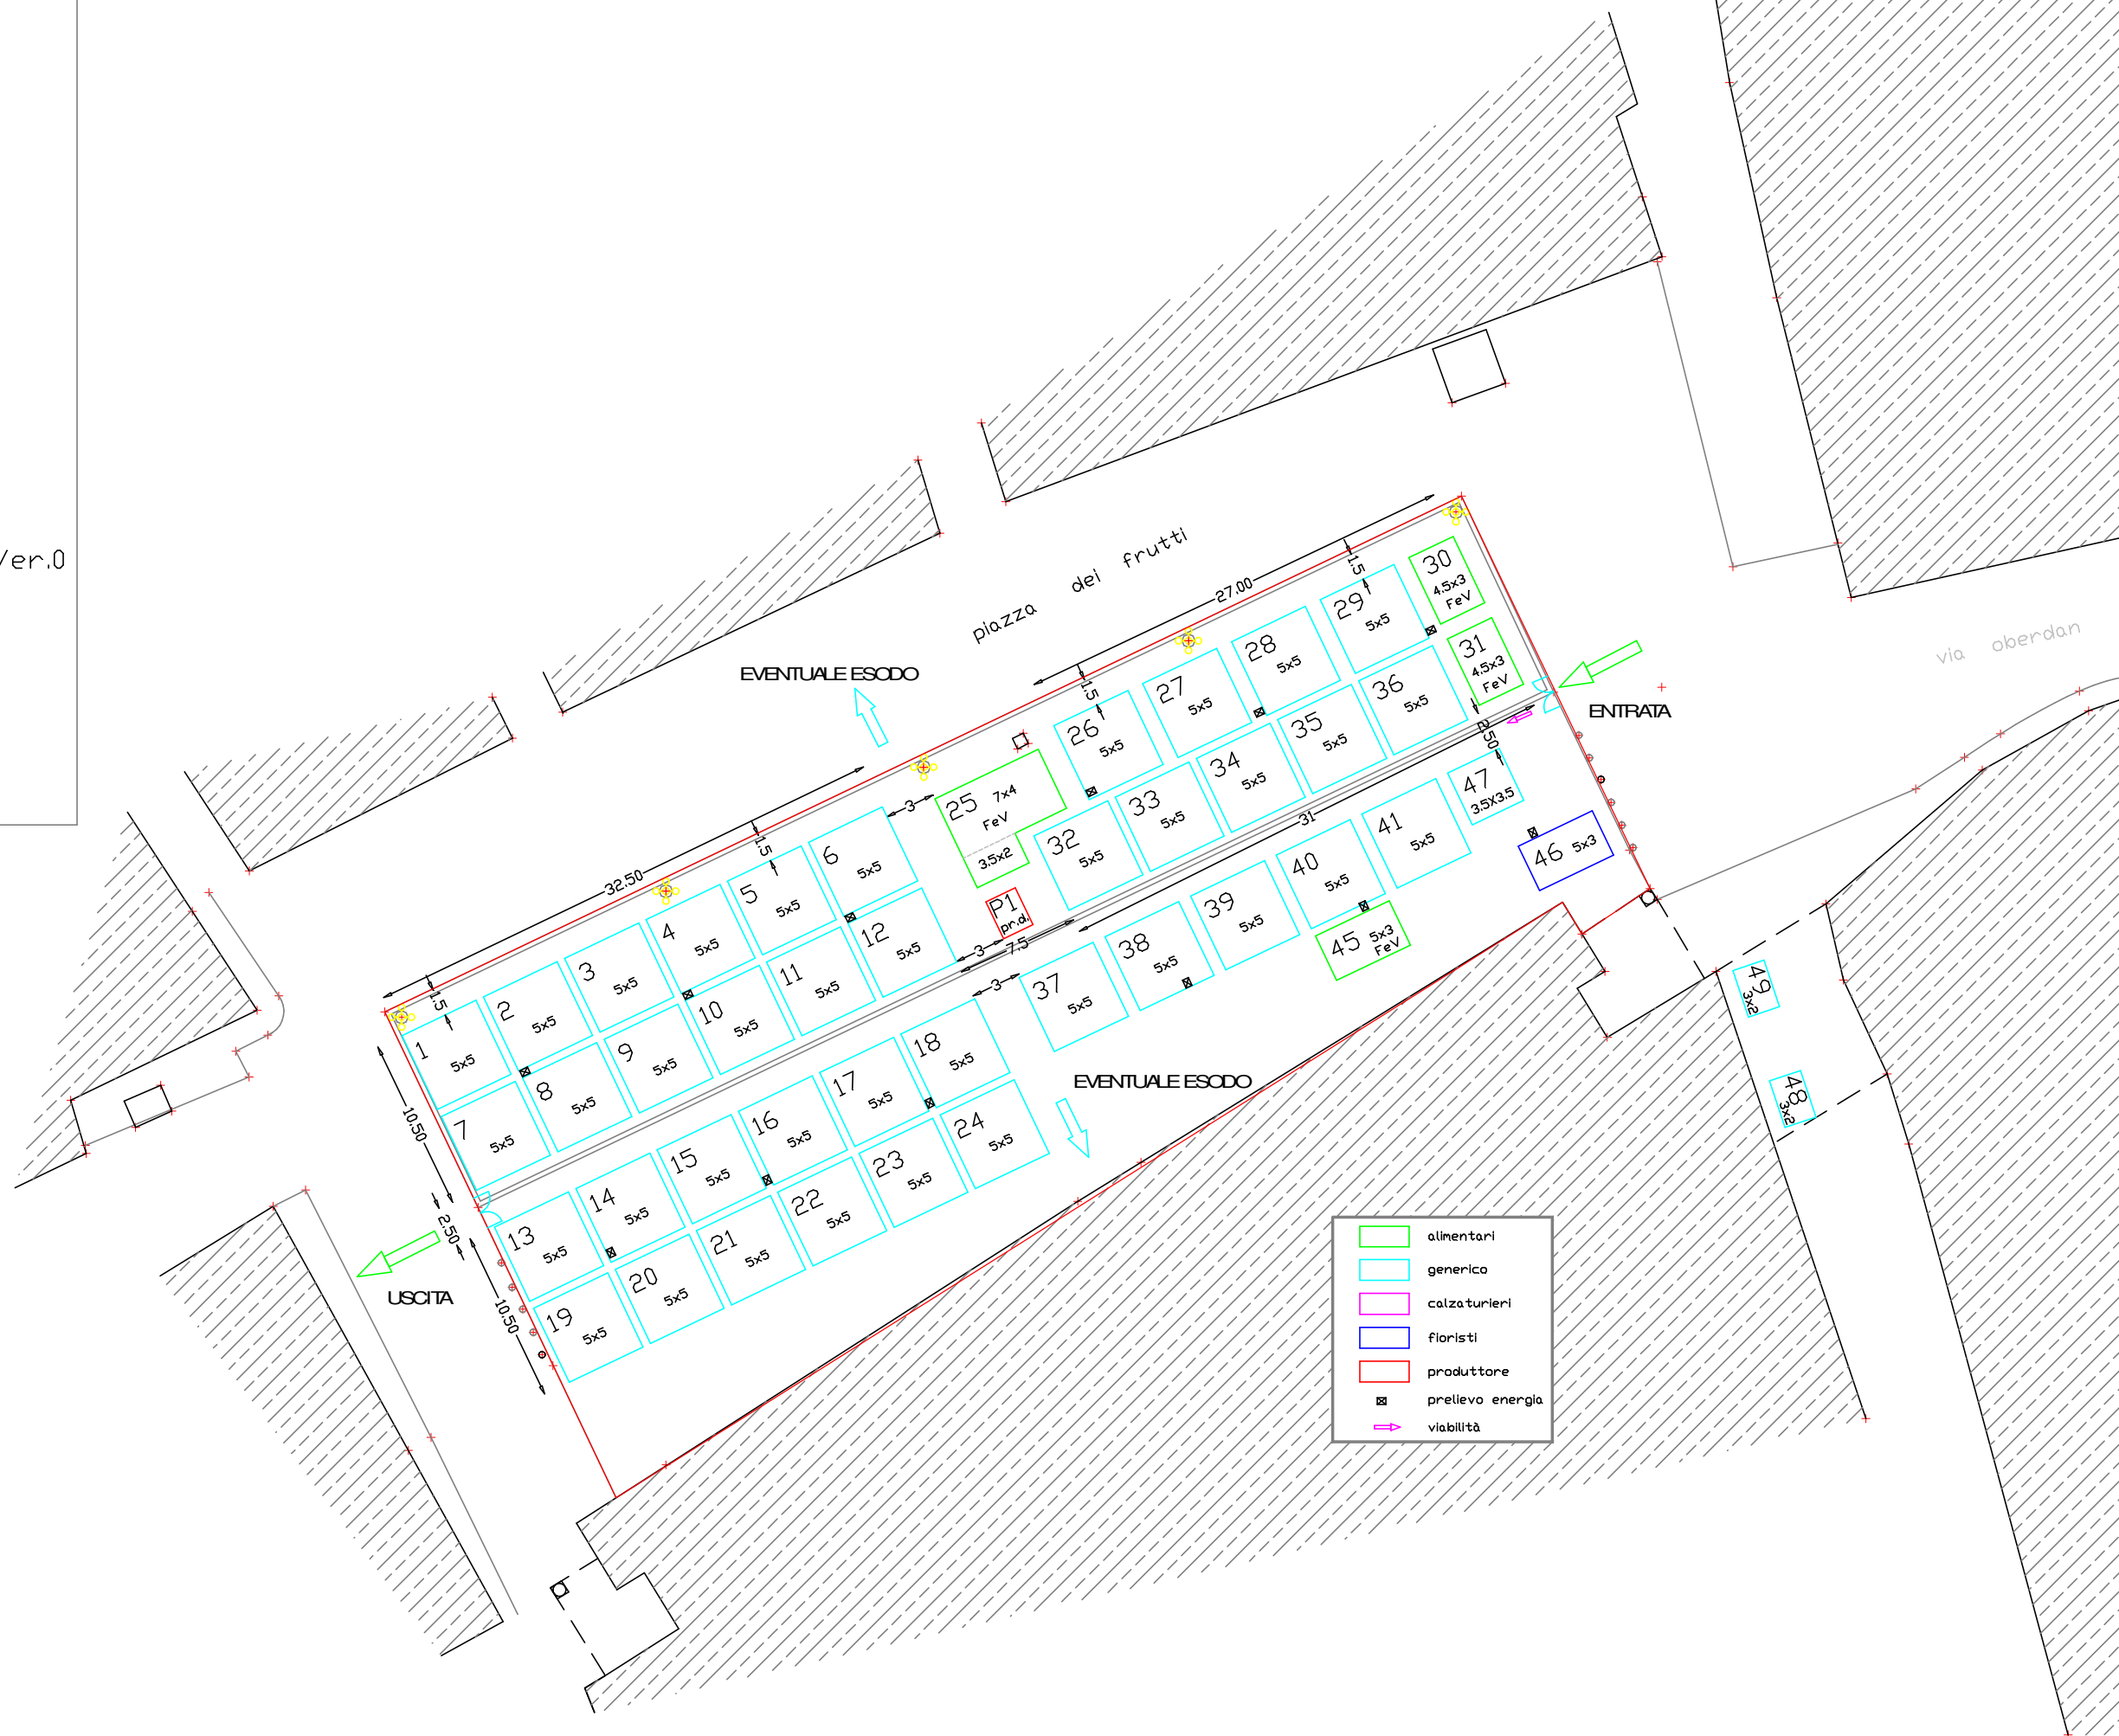 Ver.0
piazza dei frutti
via oberdan
EVENTUALE ESODO
ENTRATA
EVENTUALE ESODO
USCITA
32.50
27.00
1.5
1.5
1.5
1.5
10.50
2.50
10.50
2.50
3
3
7.5
3
31
1 5x5
2 5x5
3 5x5
4 5x5
5 5x5
6 5x5
7 5x5
8 5x5
9 5x5
10 5x5
11 5x5
12 5x5
13 5x5
14 5x5
15 5x5
16 5x5
17 5x5
18 5x5
19 5x5
20 5x5
21 5x5
22 5x5
23 5x5
24 5x5
25 7x4
FeV
3.5x2
P1
pr.d.
26 5x5
27 5x5
28 5x5
29 5x5
30
4.5x3
FeV
31
4.5x3
FeV
32 5x5
33 5x5
34 5x5
35 5x5
36 5x5
37 5x5
38 5x5
39 5x5
40 5x5
41 5x5
45 5x3
FeV
46 5x3
47
3.5X3.5
49
3x2
48
3x2
alimentari
generico
calzaturieri
fioristi
produttore
prelievo energia
viabilità